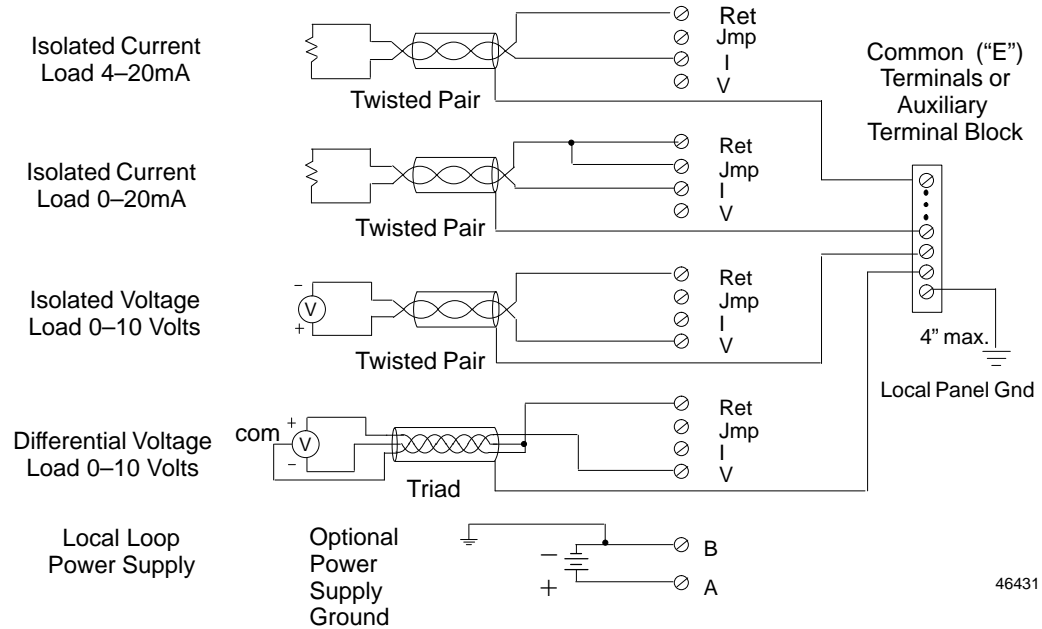 Isolated Current
Load 4–20mA
Twisted Pair
Ret
Jmp
I
V
Common (“E”)
Terminals or
Auxiliary
Terminal Block
Isolated Current
Load 0–20mA
Twisted Pair
Ret
Jmp
I
V
Isolated Voltage
Load 0–10 Volts
–
V
+
Twisted Pair
Ret
Jmp
I
V
4” max.
Local Panel Gnd
Differential Voltage
Load 0–10 Volts
com
+
V
–
Triad
Ret
Jmp
I
V
Local Loop
Power Supply
Optional
Power
Supply
Ground
–
+
B
A
46431